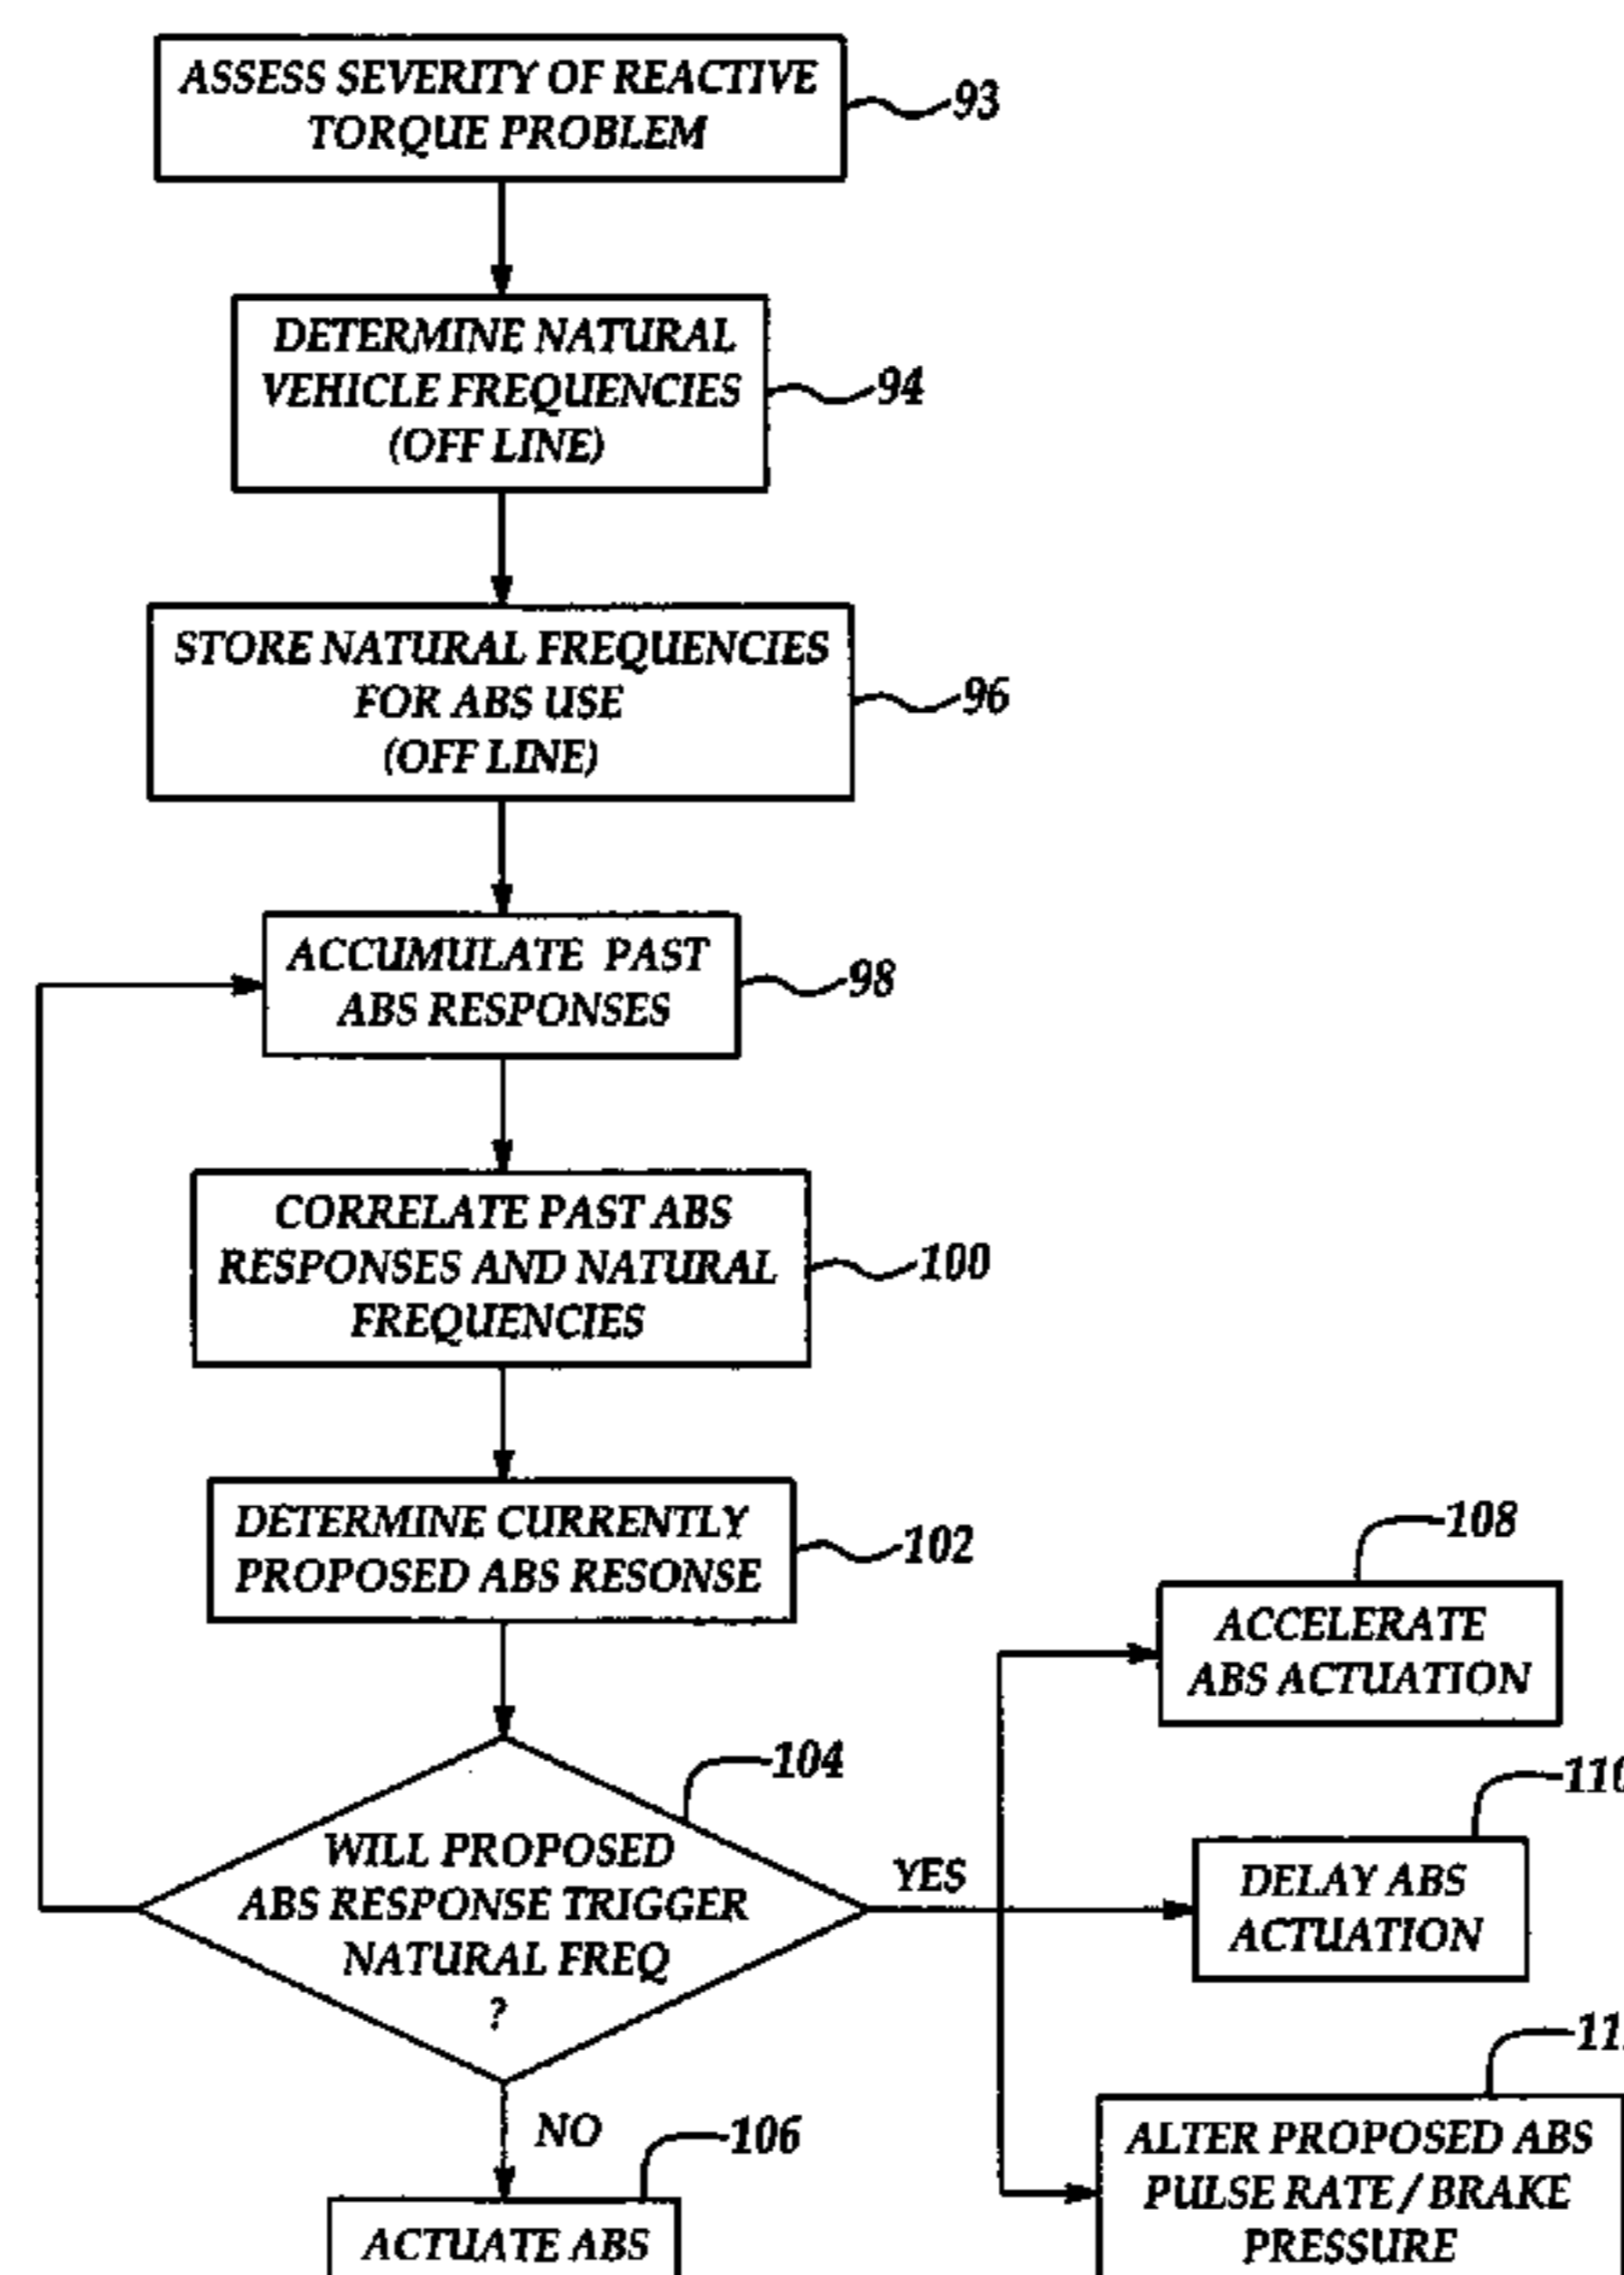 ASSESS SEVERITY OF REACTIVE
TORQUE PROBLEM
93
DETERMINE NATURAL
VEHICLE FREQUENCIES
(OFF LINE)
94
STORE NATURAL FREQUENCIES
FOR ABS USE
(OFF LINE)
96
ACCUMULATE PAST
ABS RESPONSES
98
CORRELATE PAST ABS
RESPONSES AND NATURAL
FREQUENCIES
100
DETERMINE CURRENTLY
PROPOSED ABS RESONSE
102
WILL PROPOSED
ABS RESPONSE TRIGGER
NATURAL FREQ
?
104
YES
NO
ACTUATE ABS
106
ACCELERATE
ABS ACTUATION
108
DELAY ABS
ACTUATION
110
ALTER PROPOSED ABS
PULSE RATE / BRAKE
PRESSURE